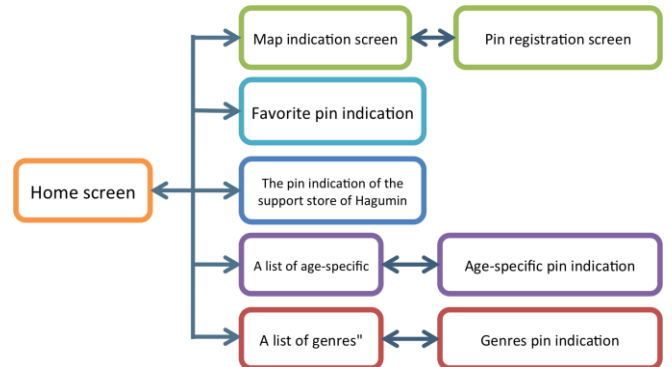 Map indication screen
Pin registration screen
Favorite pin indication
Home screen
The pin indication of the
support store of Hagumin
A list of age-specific
Age-specific pin indication
A list of genres"
Genres pin indication